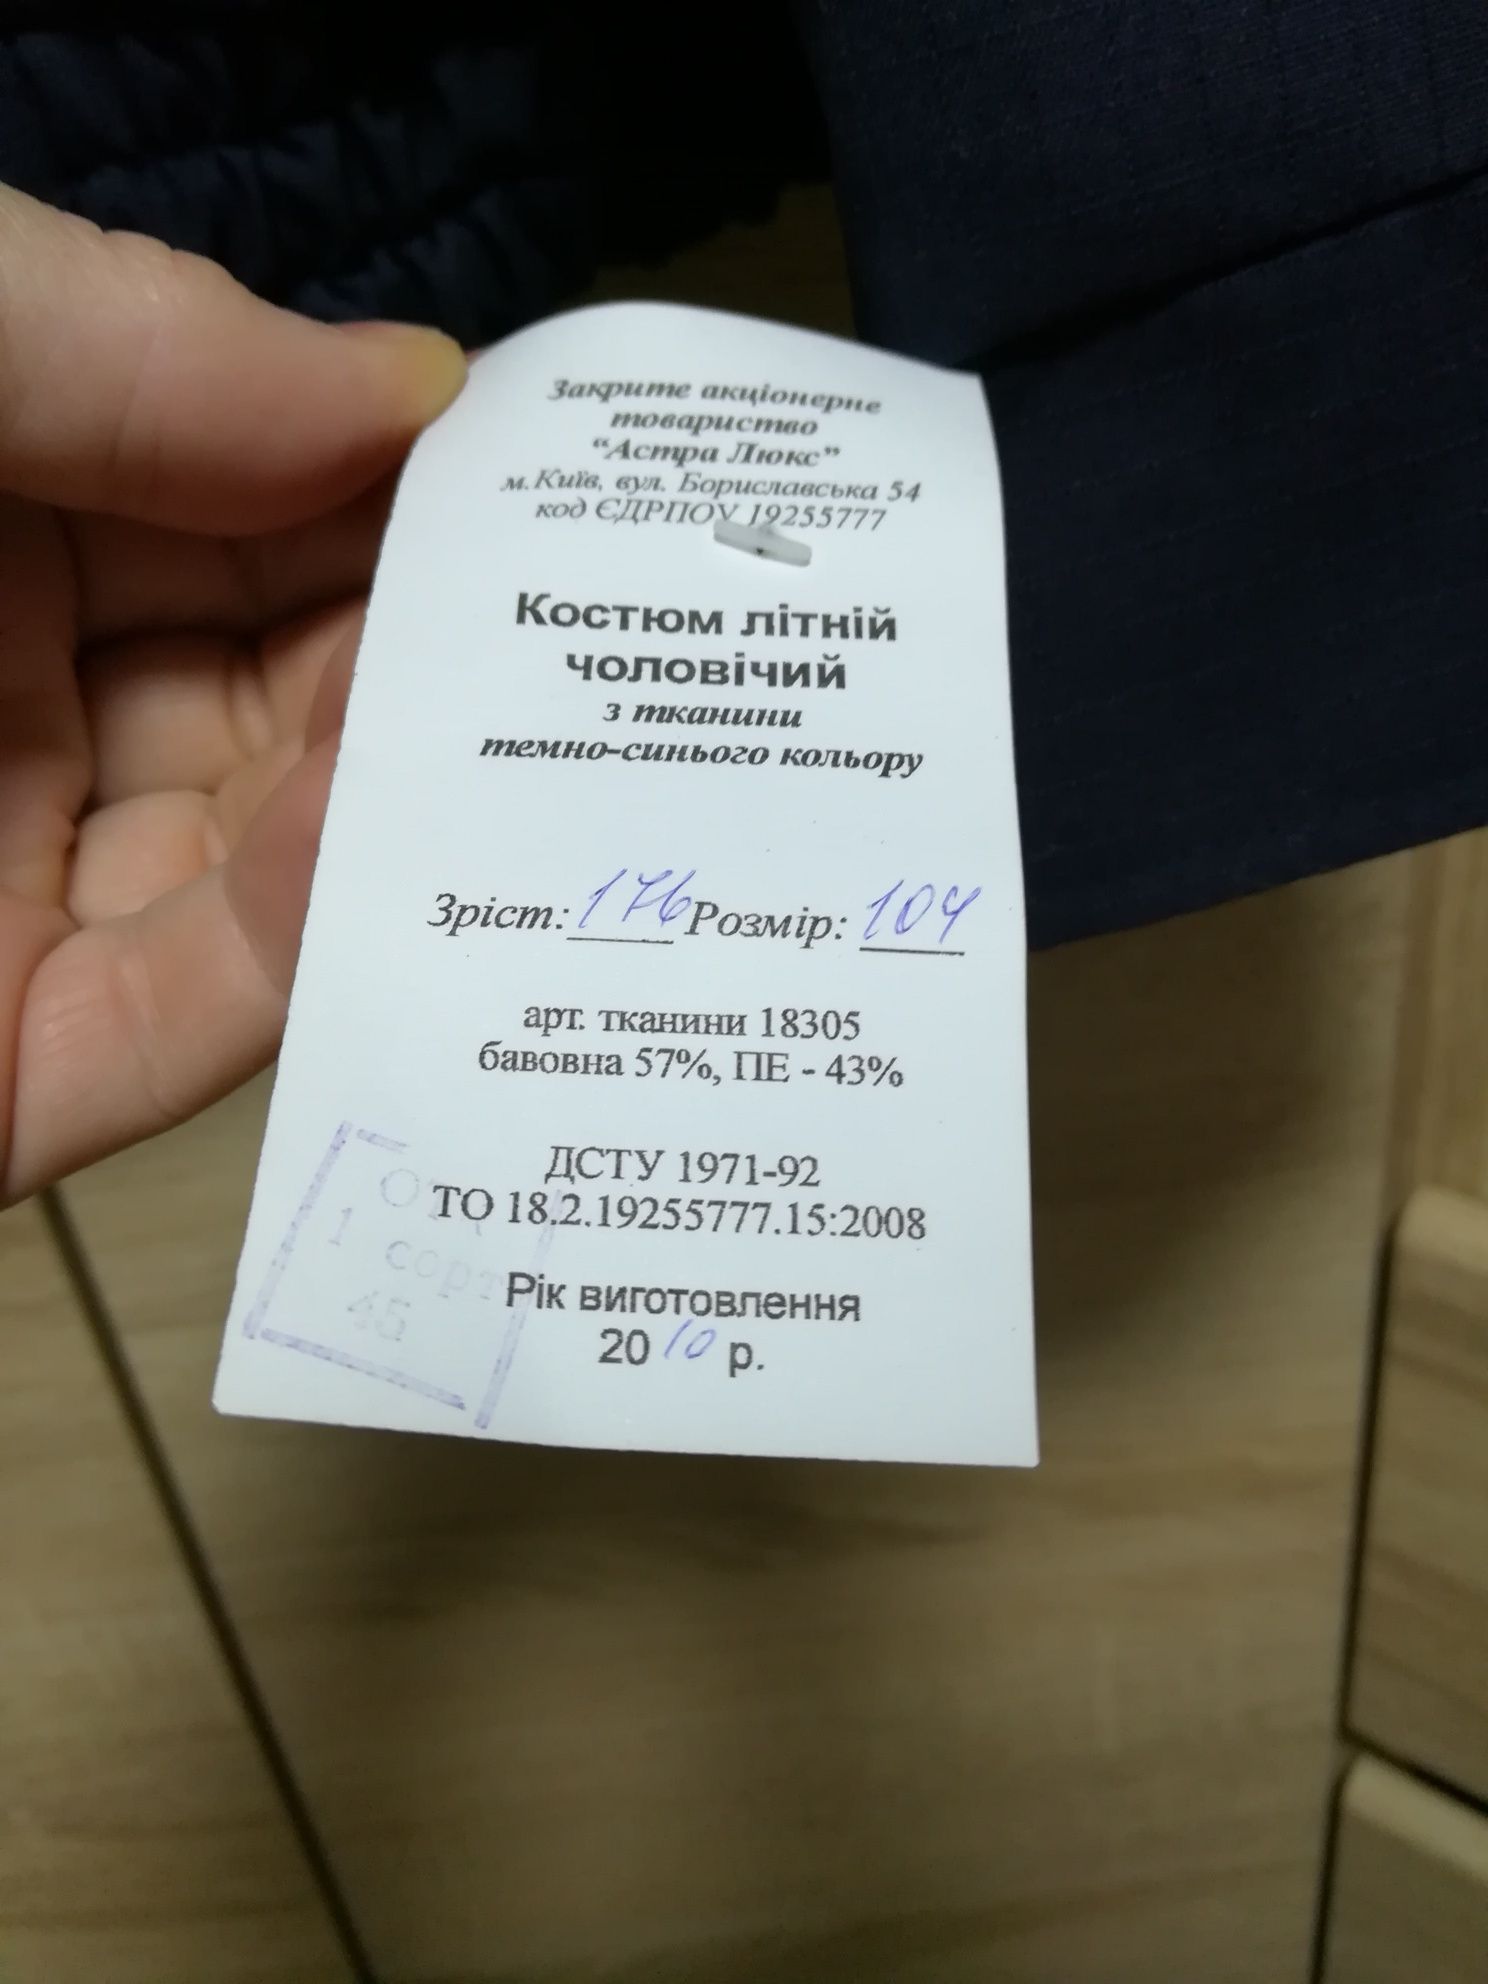 Закрите акціонерне
товариство
“Астра Люкс”
м.Київ, вул. Бориславська 54
код ЄДРПОУ 19255777
Костюм літній
чоловічий
з тканини
темно-синього кольору
Зріст: 176 Розмір: 104
арт. тканини 18305
бавовна 57%, ПЕ - 43%
ДСТУ 1971-92
ТО 18.2.19255777.15:2008
1 сорт
Рік виготовлення
2010 р.